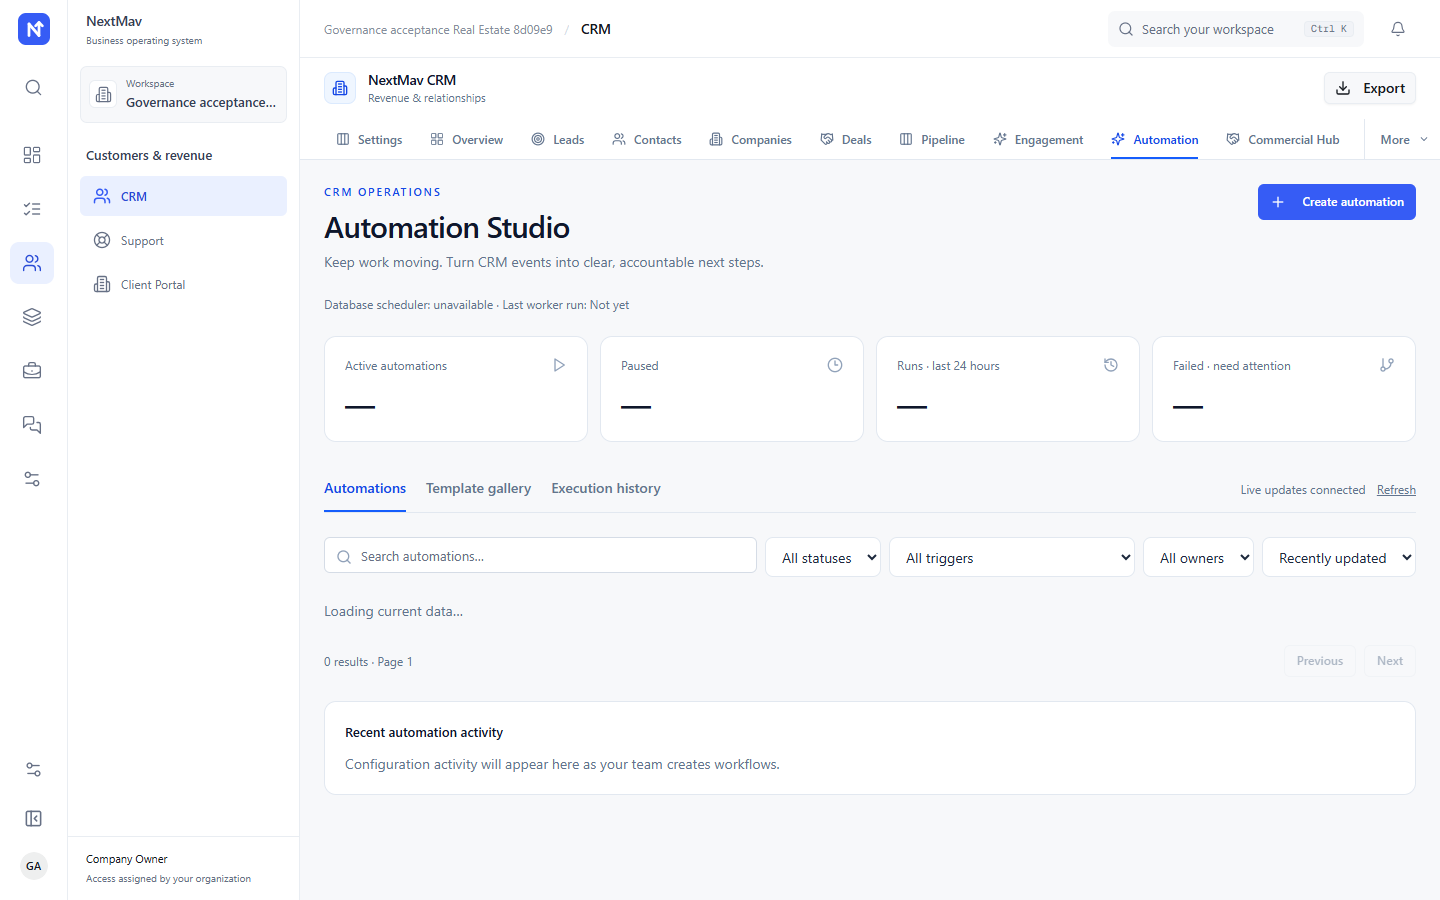 NextMav
Business operating system
Workspace
Governance acceptance...
Customers & revenue
CRM
Support
Client Portal
GA
Company Owner
Access assigned by your organization
Governance acceptance Real Estate 8d09e9 / CRM
Search your workspace Ctrl K
NextMav CRM
Revenue & relationships
Export
Settings Overview Leads Contacts Companies Deals Pipeline Engagement Automation Commercial Hub More
CRM OPERATIONS
Automation Studio
Keep work moving. Turn CRM events into clear, accountable next steps.
Create automation
Database scheduler: unavailable · Last worker run: Not yet
Active automations
—
Paused
—
Runs · last 24 hours
—
Failed · need attention
—
Automations Template gallery Execution history
Live updates connected Refresh
Search automations... All statuses All triggers All owners Recently updated
Loading current data...
0 results · Page 1
Previous Next
Recent automation activity
Configuration activity will appear here as your team creates workflows.